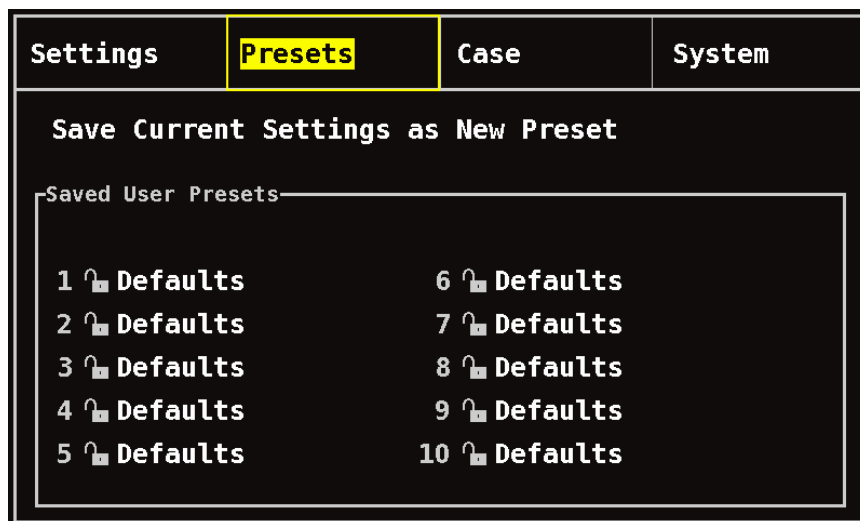 Settings Presets Case System
Save Current Settings as New Preset
Saved User Presets
1 Defaults 6 Defaults
2 Defaults 7 Defaults
3 Defaults 8 Defaults
4 Defaults 9 Defaults
5 Defaults 10 Defaults